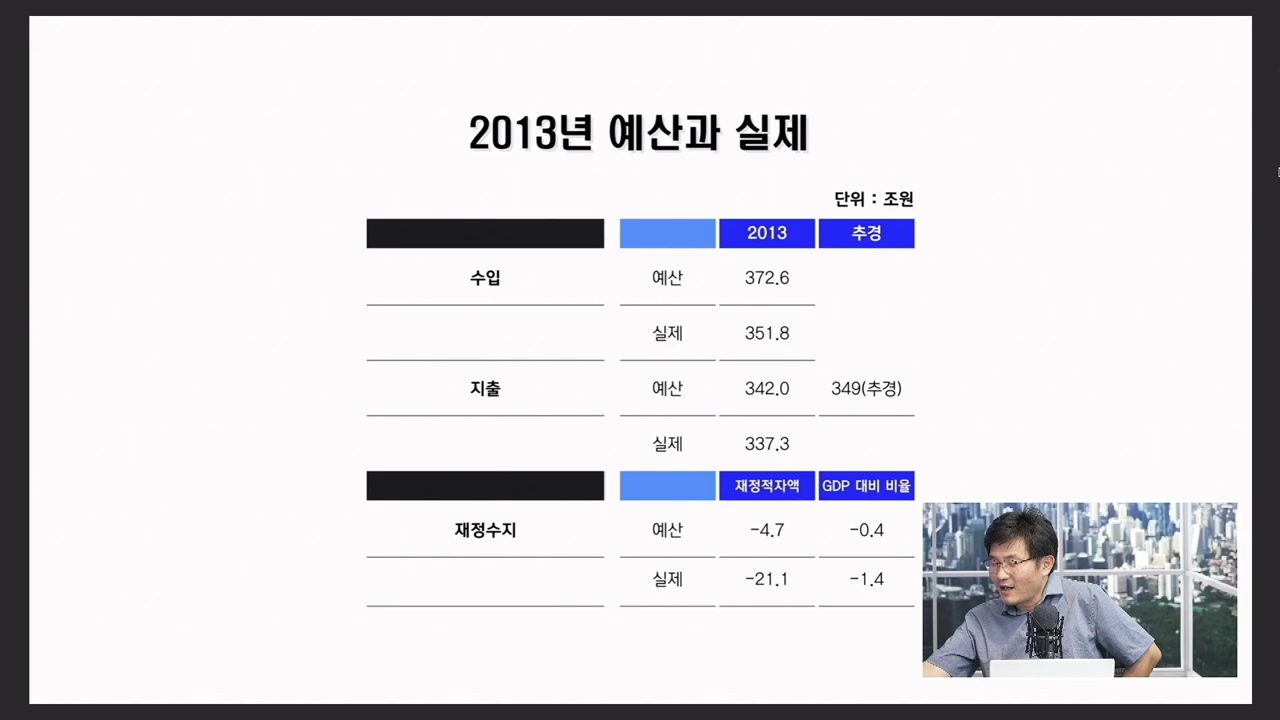 2013년 예산과 실제
단위 : 조원
2013 추경
수입 예산 372.6
실제 351.8
지출 예산 342.0 349(추경)
실제 337.3
재정적자액 GDP 대비 비율
재정수지 예산 -4.7 -0.4
실제 -21.1 -1.4